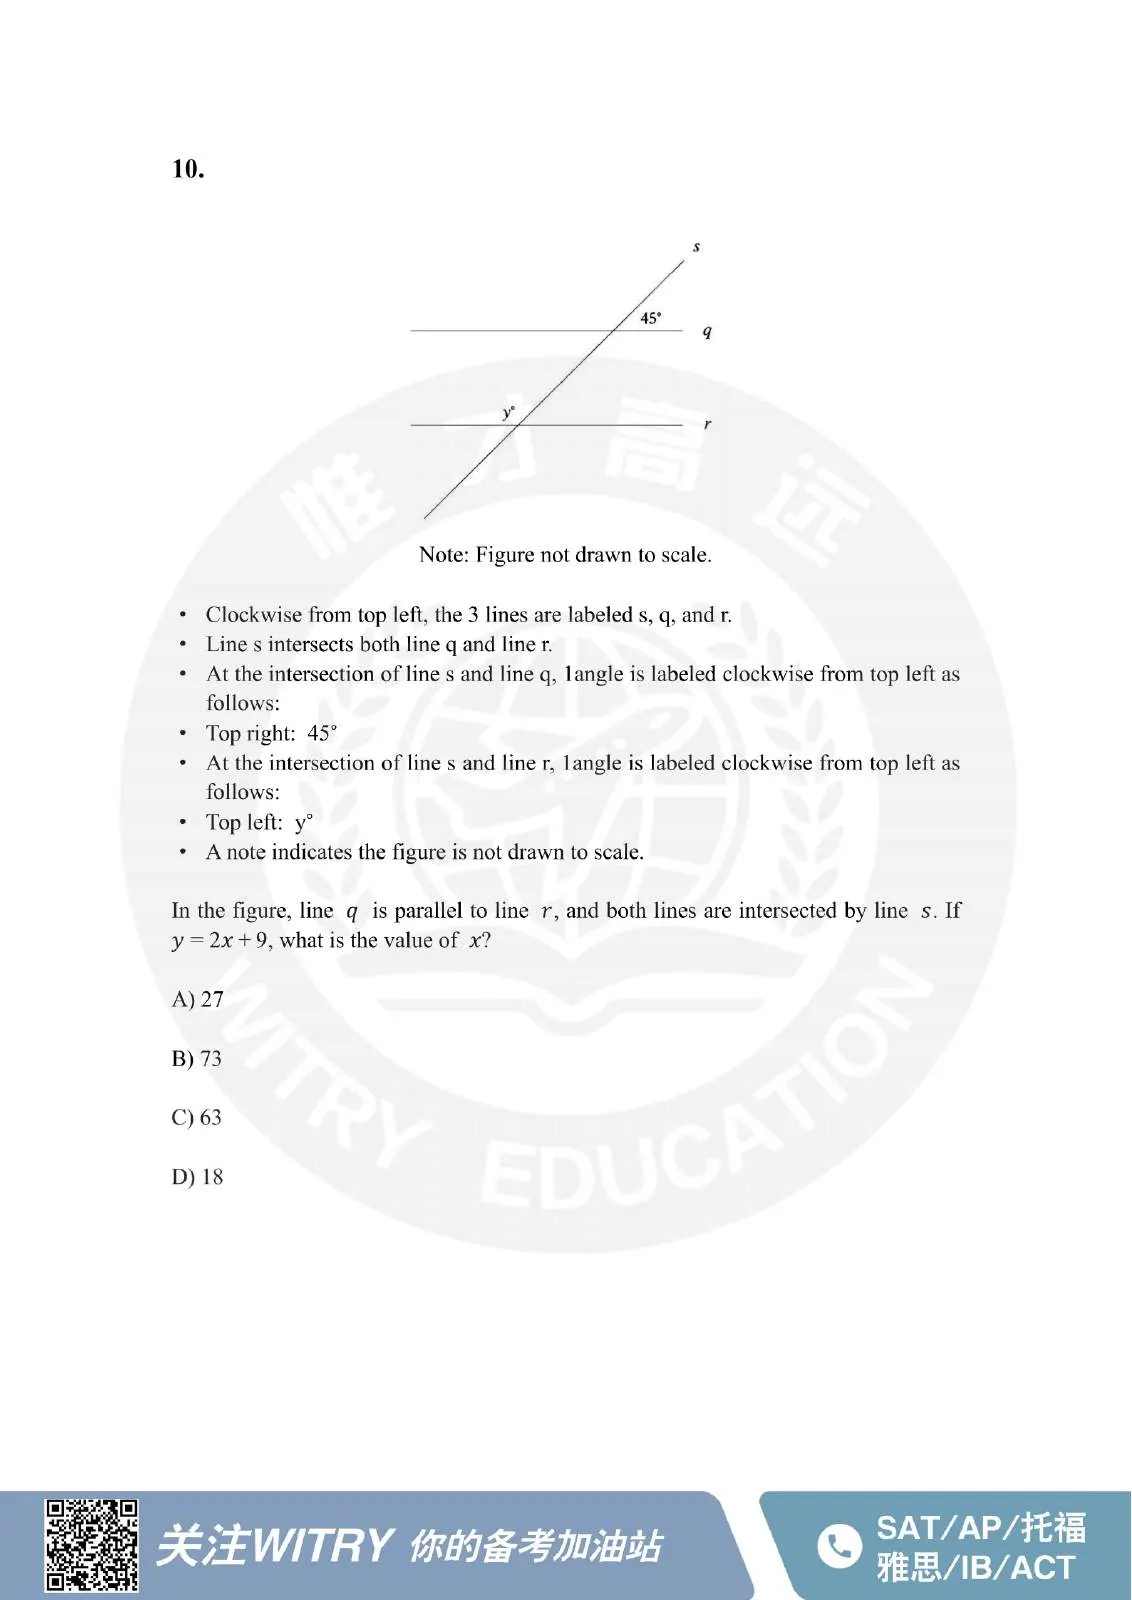 10.
s
45°
q
y°
r
Note: Figure not drawn to scale.
• Clockwise from top left, the 3 lines are labeled s, q, and r.
• Line s intersects both line q and line r.
• At the intersection of line s and line q, 1angle is labeled clockwise from top left as
follows:
• Top right: 45°
• At the intersection of line s and line r, 1angle is labeled clockwise from top left as
follows:
• Top left: y°
• A note indicates the figure is not drawn to scale.
In the figure, line q is parallel to line r, and both lines are intersected by line s. If
y = 2x + 9, what is the value of x?
A) 27
B) 73
C) 63
D) 18
惟才高远
WITRY EDUCATION
关注WITRY 你的备考加油站
SAT/AP/托福
雅思/IB/ACT